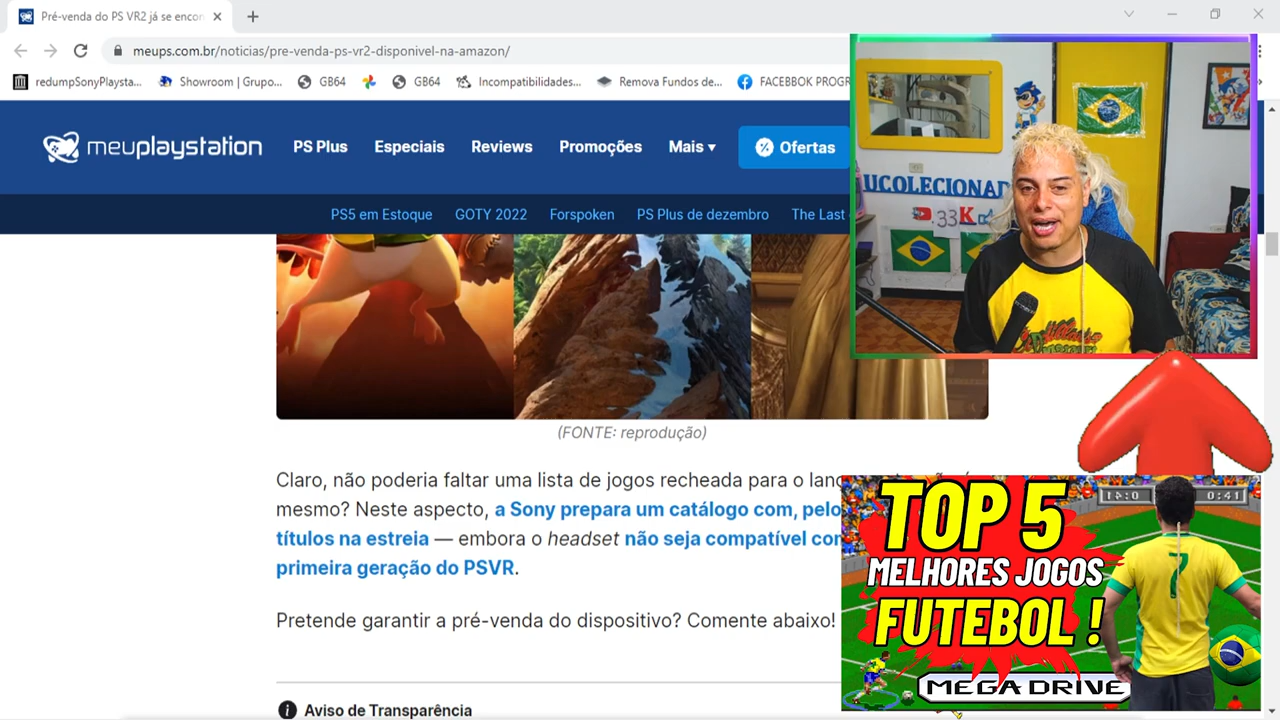 Pré-venda do PS VR2 já se encon
meups.com.br/noticias/pre-venda-ps-vr2-disponivel-na-amazon/
redumpSonyPlaysta...
Showroom | Grupo...
GB64
GB64
Incompatibilidades...
Remova Fundos de...
FACEBBOK PROGR
meuplaystation
PS Plus
Especiais
Reviews
Promoções
Mais ▾
Ofertas
PS5 em Estoque
GOTY 2022
Forspoken
PS Plus de dezembro
The Last
UCOLECIONAD
.33K
(FONTE: reprodução)
Claro, não poderia faltar uma lista de jogos recheada para o lanç
mesmo? Neste aspecto, a Sony prepara um catálogo com, pelo
títulos na estreia — embora o headset não seja compatível con
primeira geração do PSVR.
Pretende garantir a pré-venda do dispositivo? Comente abaixo!
Aviso de Transparência
0:41
TOP 5
MELHORES JOGOS
FUTEBOL !
7
MEGA DRIVE